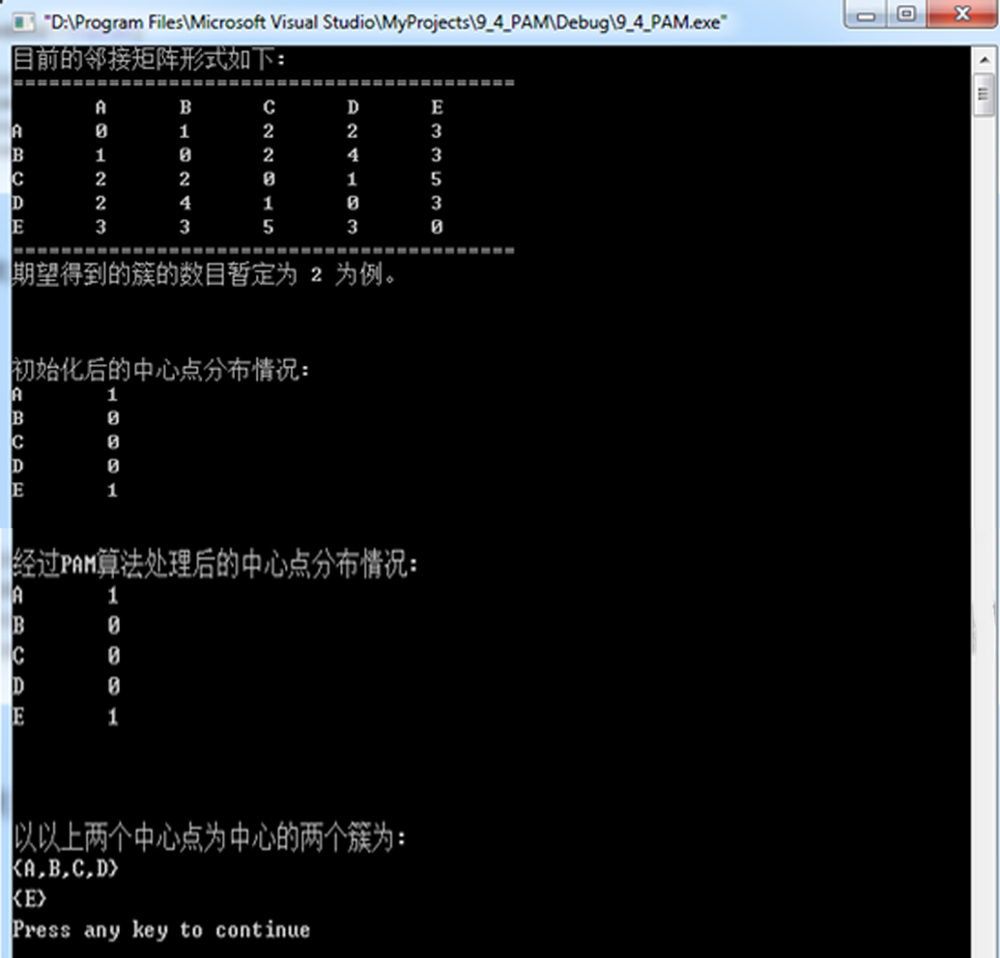 "D:\Program Files\Microsoft Visual Studio\MyProjects\9_4_PAM\Debug\9_4_PAM.exe"
目前的邻接矩阵形式如下:
==========================================
A B C D E
A 0 1 2 2 3
B 1 0 2 4 3
C 2 2 0 1 5
D 2 4 1 0 3
E 3 3 5 3 0
==========================================
期望得到的簇的数目暂定为 2 为例。
初始化后的中心点分布情况:
A 1
B 0
C 0
D 0
E 1
经过PAM算法处理后的中心点分布情况:
A 1
B 0
C 0
D 0
E 1
以以上两个中心点为中心的两个簇为:
{A,B,C,D}
{E}
Press any key to continue